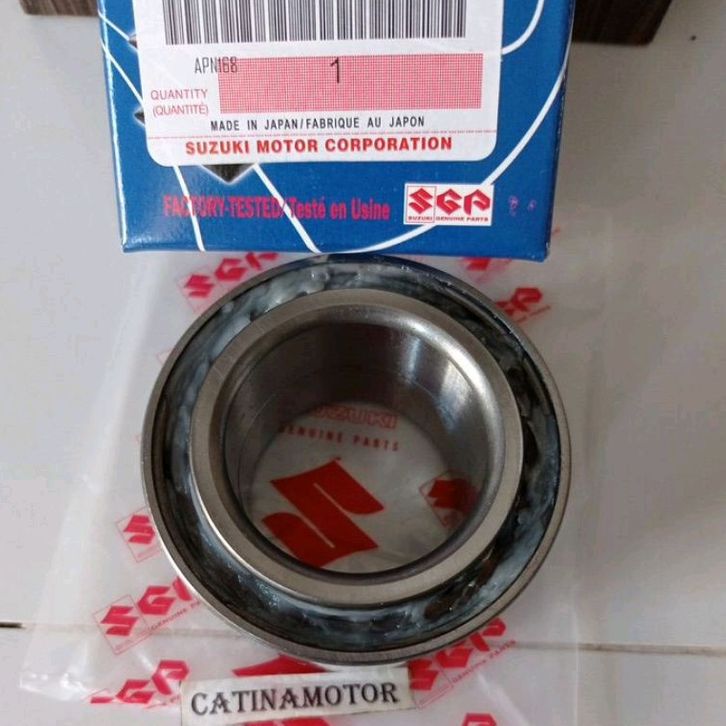 APN168
1
QUANTITY
(QUANTITÉ)
MADE IN JAPAN/FABRIQUE AU JAPON
SUZUKI MOTOR CORPORATION
FACTORY-TESTED/Testé en Usine
SGP
SUZUKI GENUINE PARTS
SGP
SUZUKI
GENUINE PARTS
SGP
SGP
SGP
CATINAMOTOR